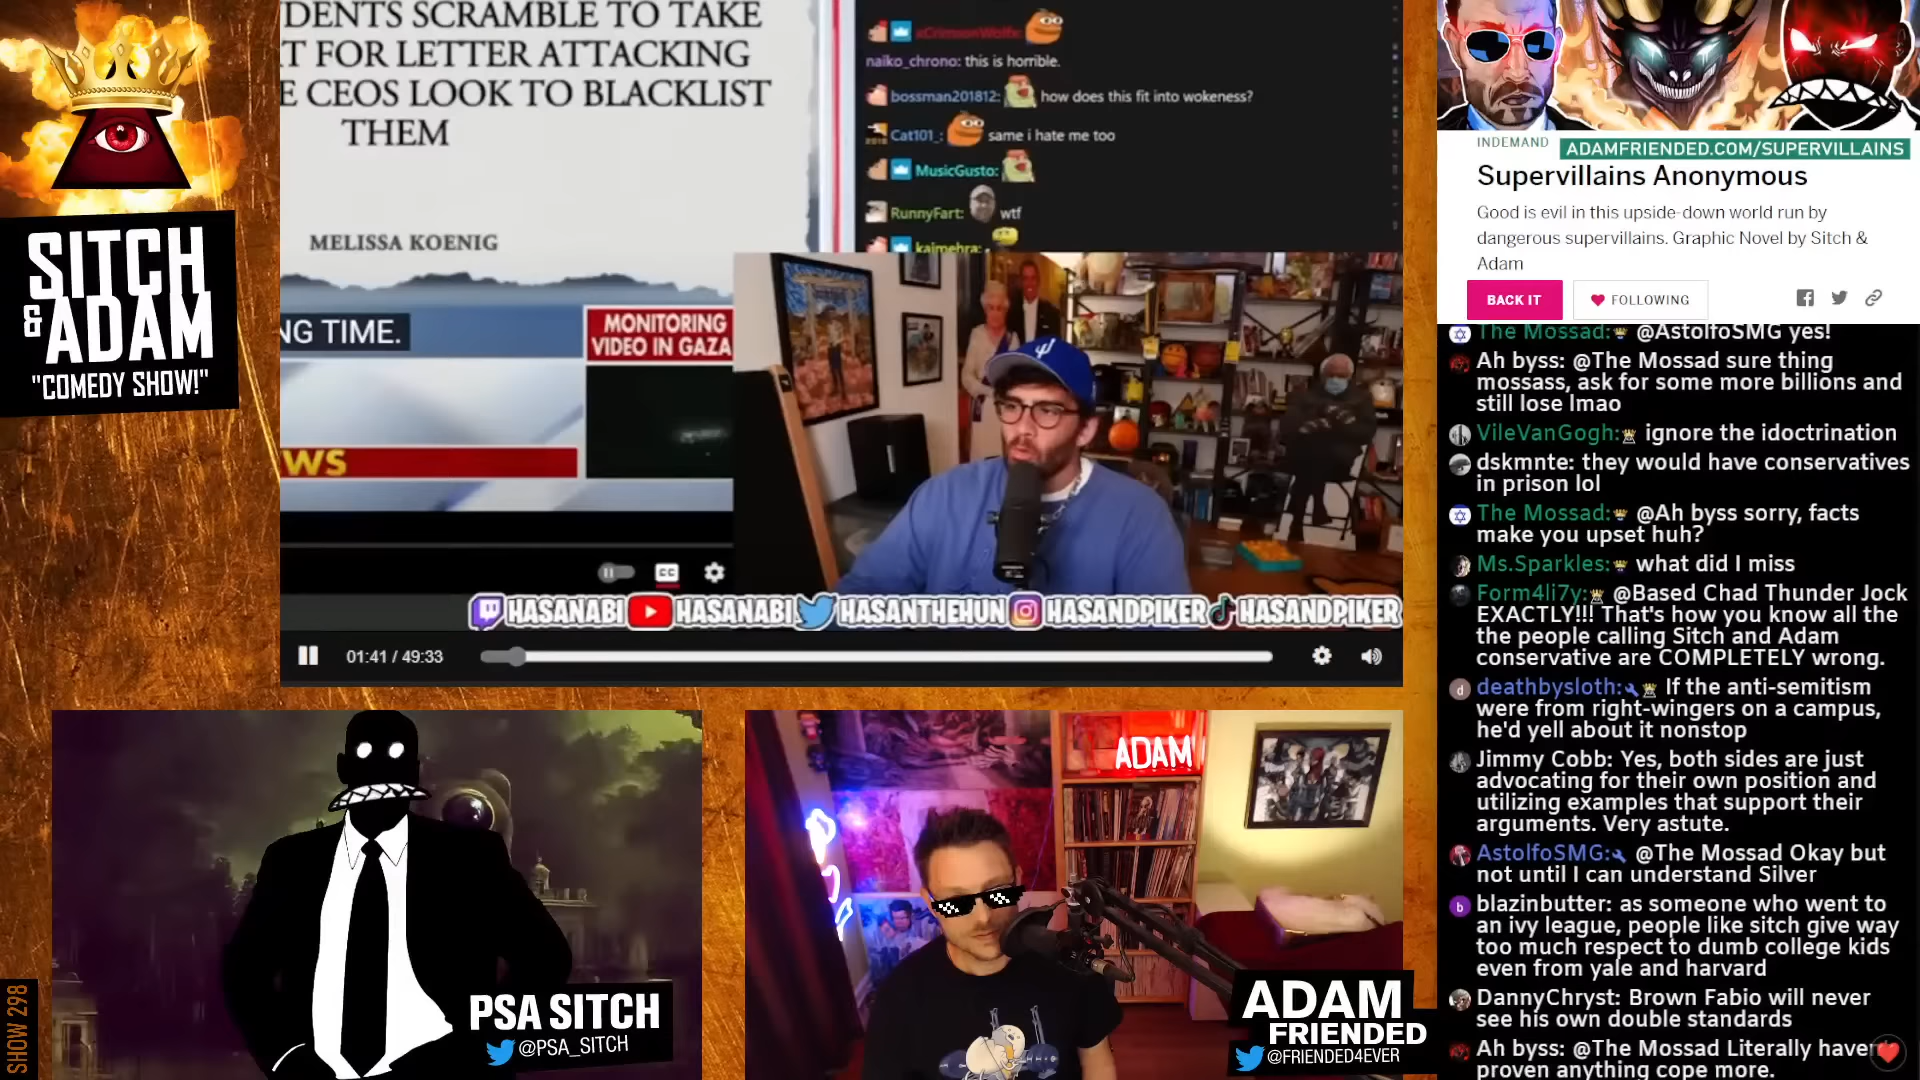 SITCH
& ADAM
"COMEDY SHOW!"
SHOW 298
DENTS SCRAMBLE TO TAKE
T FOR LETTER ATTACKING
E CEOS LOOK TO BLACKLIST
THEM
MELISSA KOENIG
NG TIME.
MONITORING
VIDEO IN GAZA
WS
xCrimsonWolfx:
naiko_chrono: this is horrible.
bossman201812: how does this fit into wokeness?
Cat101_: same i hate me too
MusicGusto:
RunnyFart: wtf
kaimehra:
CC
HASANABI HASANABI HASANTHEHUN HASANDPIKER HASANDPIKER
01:41 / 49:33
PSA SITCH
@PSA_SITCH
ADAM
ADAM
FRIENDED
@FRIENDED4EVER
INDEMAND
ADAMFRIENDED.COM/SUPERVILLAINS
Supervillains Anonymous
Good is evil in this upside-down world run by
dangerous supervillains. Graphic Novel by Sitch &
Adam
BACK IT
FOLLOWING
The Mossad: @AstolfoSMG yes!
Ah byss: @The Mossad sure thing
mossass, ask for some more billions and
still lose lmao
VileVanGogh: ignore the idoctrination
dskmnte: they would have conservatives
in prison lol
The Mossad: @Ah byss sorry, facts
make you upset huh?
Ms.Sparkles: what did I miss
Form4li7y: @Based Chad Thunder Jock
EXACTLY!!! That's how you know all the
the people calling Sitch and Adam
conservative are COMPLETELY wrong.
d deathbysloth: If the anti-semitism
were from right-wingers on a campus,
he'd yell about it nonstop
Jimmy Cobb: Yes, both sides are just
advocating for their own position and
utilizing examples that support their
arguments. Very astute.
AstolfoSMG: @The Mossad Okay but
not until I can understand Silver
b blazinbutter: as someone who went to
an ivy league, people like sitch give way
too much respect to dumb college kids
even from yale and harvard
DannyChryst: Brown Fabio will never
see his own double standards
Ah byss: @The Mossad Literally haven
proven anything cope more.